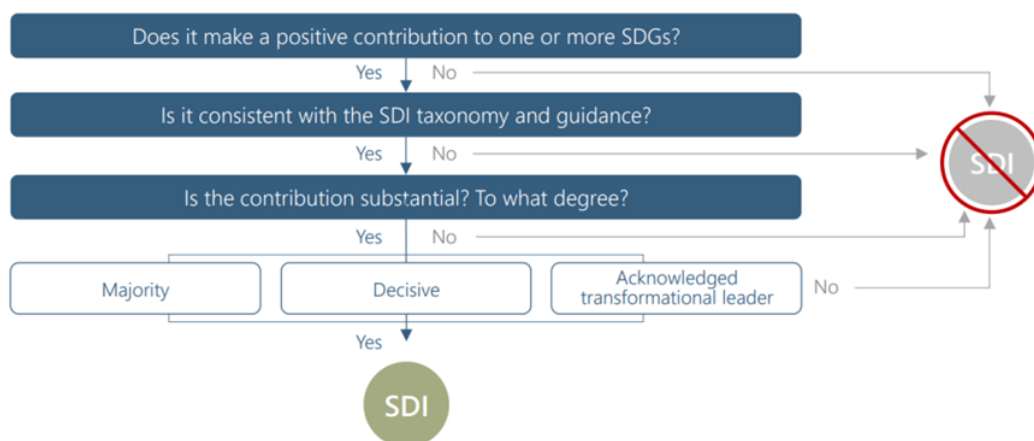 Does it make a positive contribution to one or more SDGs?
Yes No
Is it consistent with the SDI taxonomy and guidance?
Yes No
SDI
Is the contribution substantial? To what degree?
Yes No
Majority
Decisive
Acknowledged
transformational leader
No
Yes
SDI